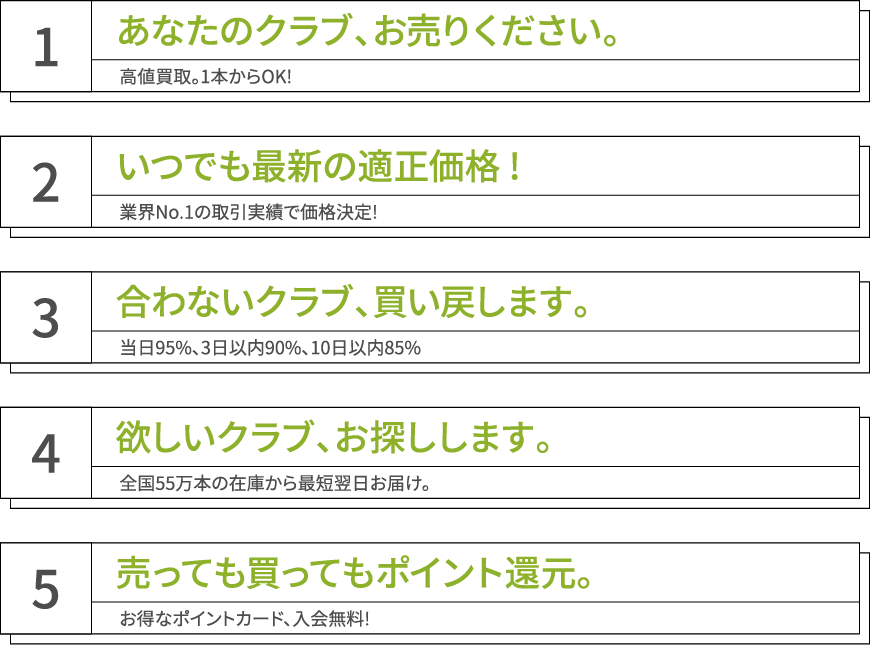 1
あなたのクラブ、お売りください。
高値買取。1本からOK!
2
いつでも最新の適正価格！
業界No.1の取引実績で価格決定!
3
合わないクラブ、買い戻します。
当日95%、3日以内90%、10日以内85%
4
欲しいクラブ、お探しします。
全国55万本の在庫から最短翌日お届け。
5
売っても買ってもポイント還元。
お得なポイントカード、入会無料!